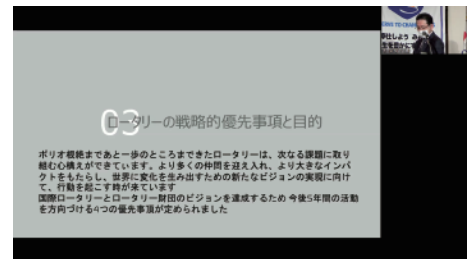 03
ロータリーの戦略的優先事項と目的
ポリオ根絶まであと一歩のところまできたロータリーは、次なる課題に取り
組む心構えができています。より多くの仲間を迎え入れ、より大きなインパ
クトをもたらし、世界に変化を生み出すための新たなビジョンの実現に向け
て、行動を起こす時が来ています
国際ロータリーとロータリー財団のビジョンを達成するため 今後5年間の活動
を方向づける4つの優先事項が定められました